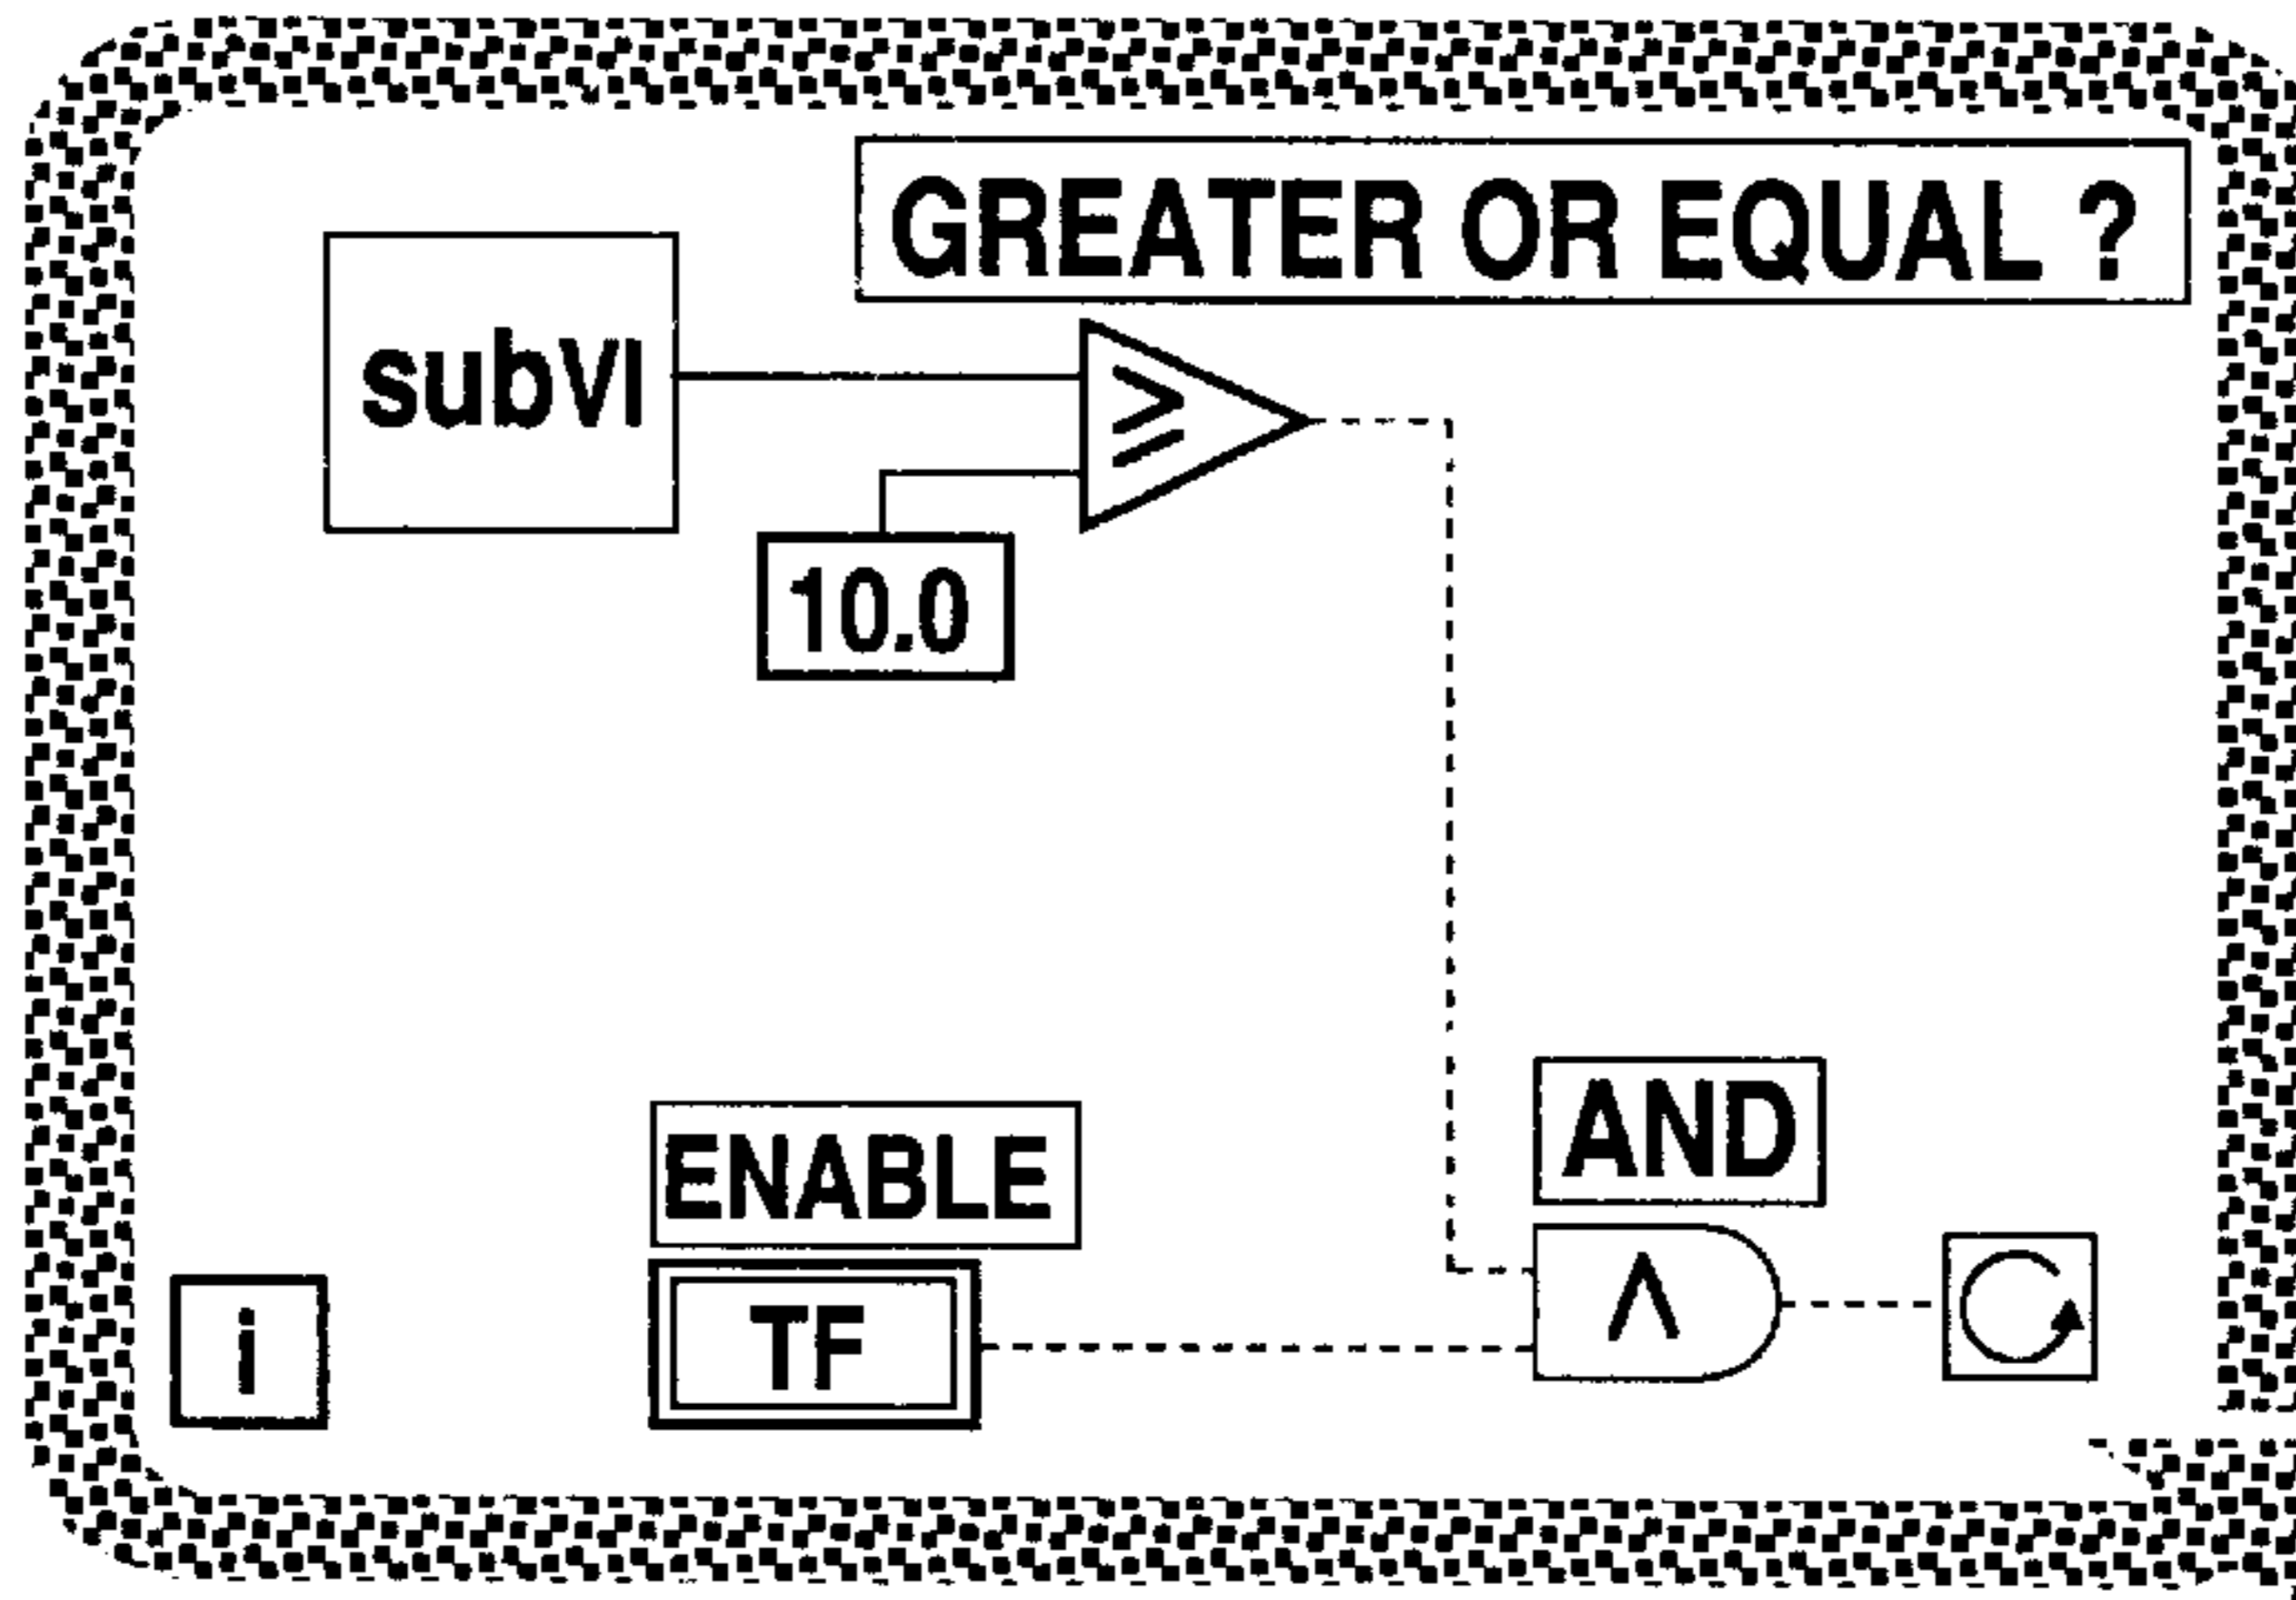 GREATER OR EQUAL ?
subVI
≥
10.0
ENABLE
AND
i
TF
∧